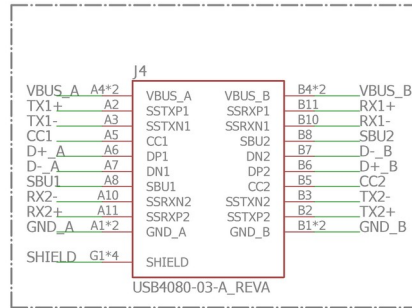 J4
VBUS_A A4*2 VBUS_A VBUS_B B4*2 VBUS_B
TX1+ A2 SSTXP1 SSRXP1 B11 RX1+
TX1- A3 SSTXN1 SSRXN1 B10 RX1-
CC1 A5 CC1 SBU2 B8 SBU2
D+_A A6 DP1 DN2 B7 D-_B
D-_A A7 DN1 DP2 B6 D+_B
SBU1 A8 SBU1 CC2 B5 CC2
RX2- A10 SSRXN2 SSTXN2 B3 TX2-
RX2+ A11 SSRXP2 SSTXP2 B2 TX2+
GND_A A1*2 GND_A GND_B B1*2 GND_B
SHIELD G1*4 SHIELD
USB4080-03-A_REVA